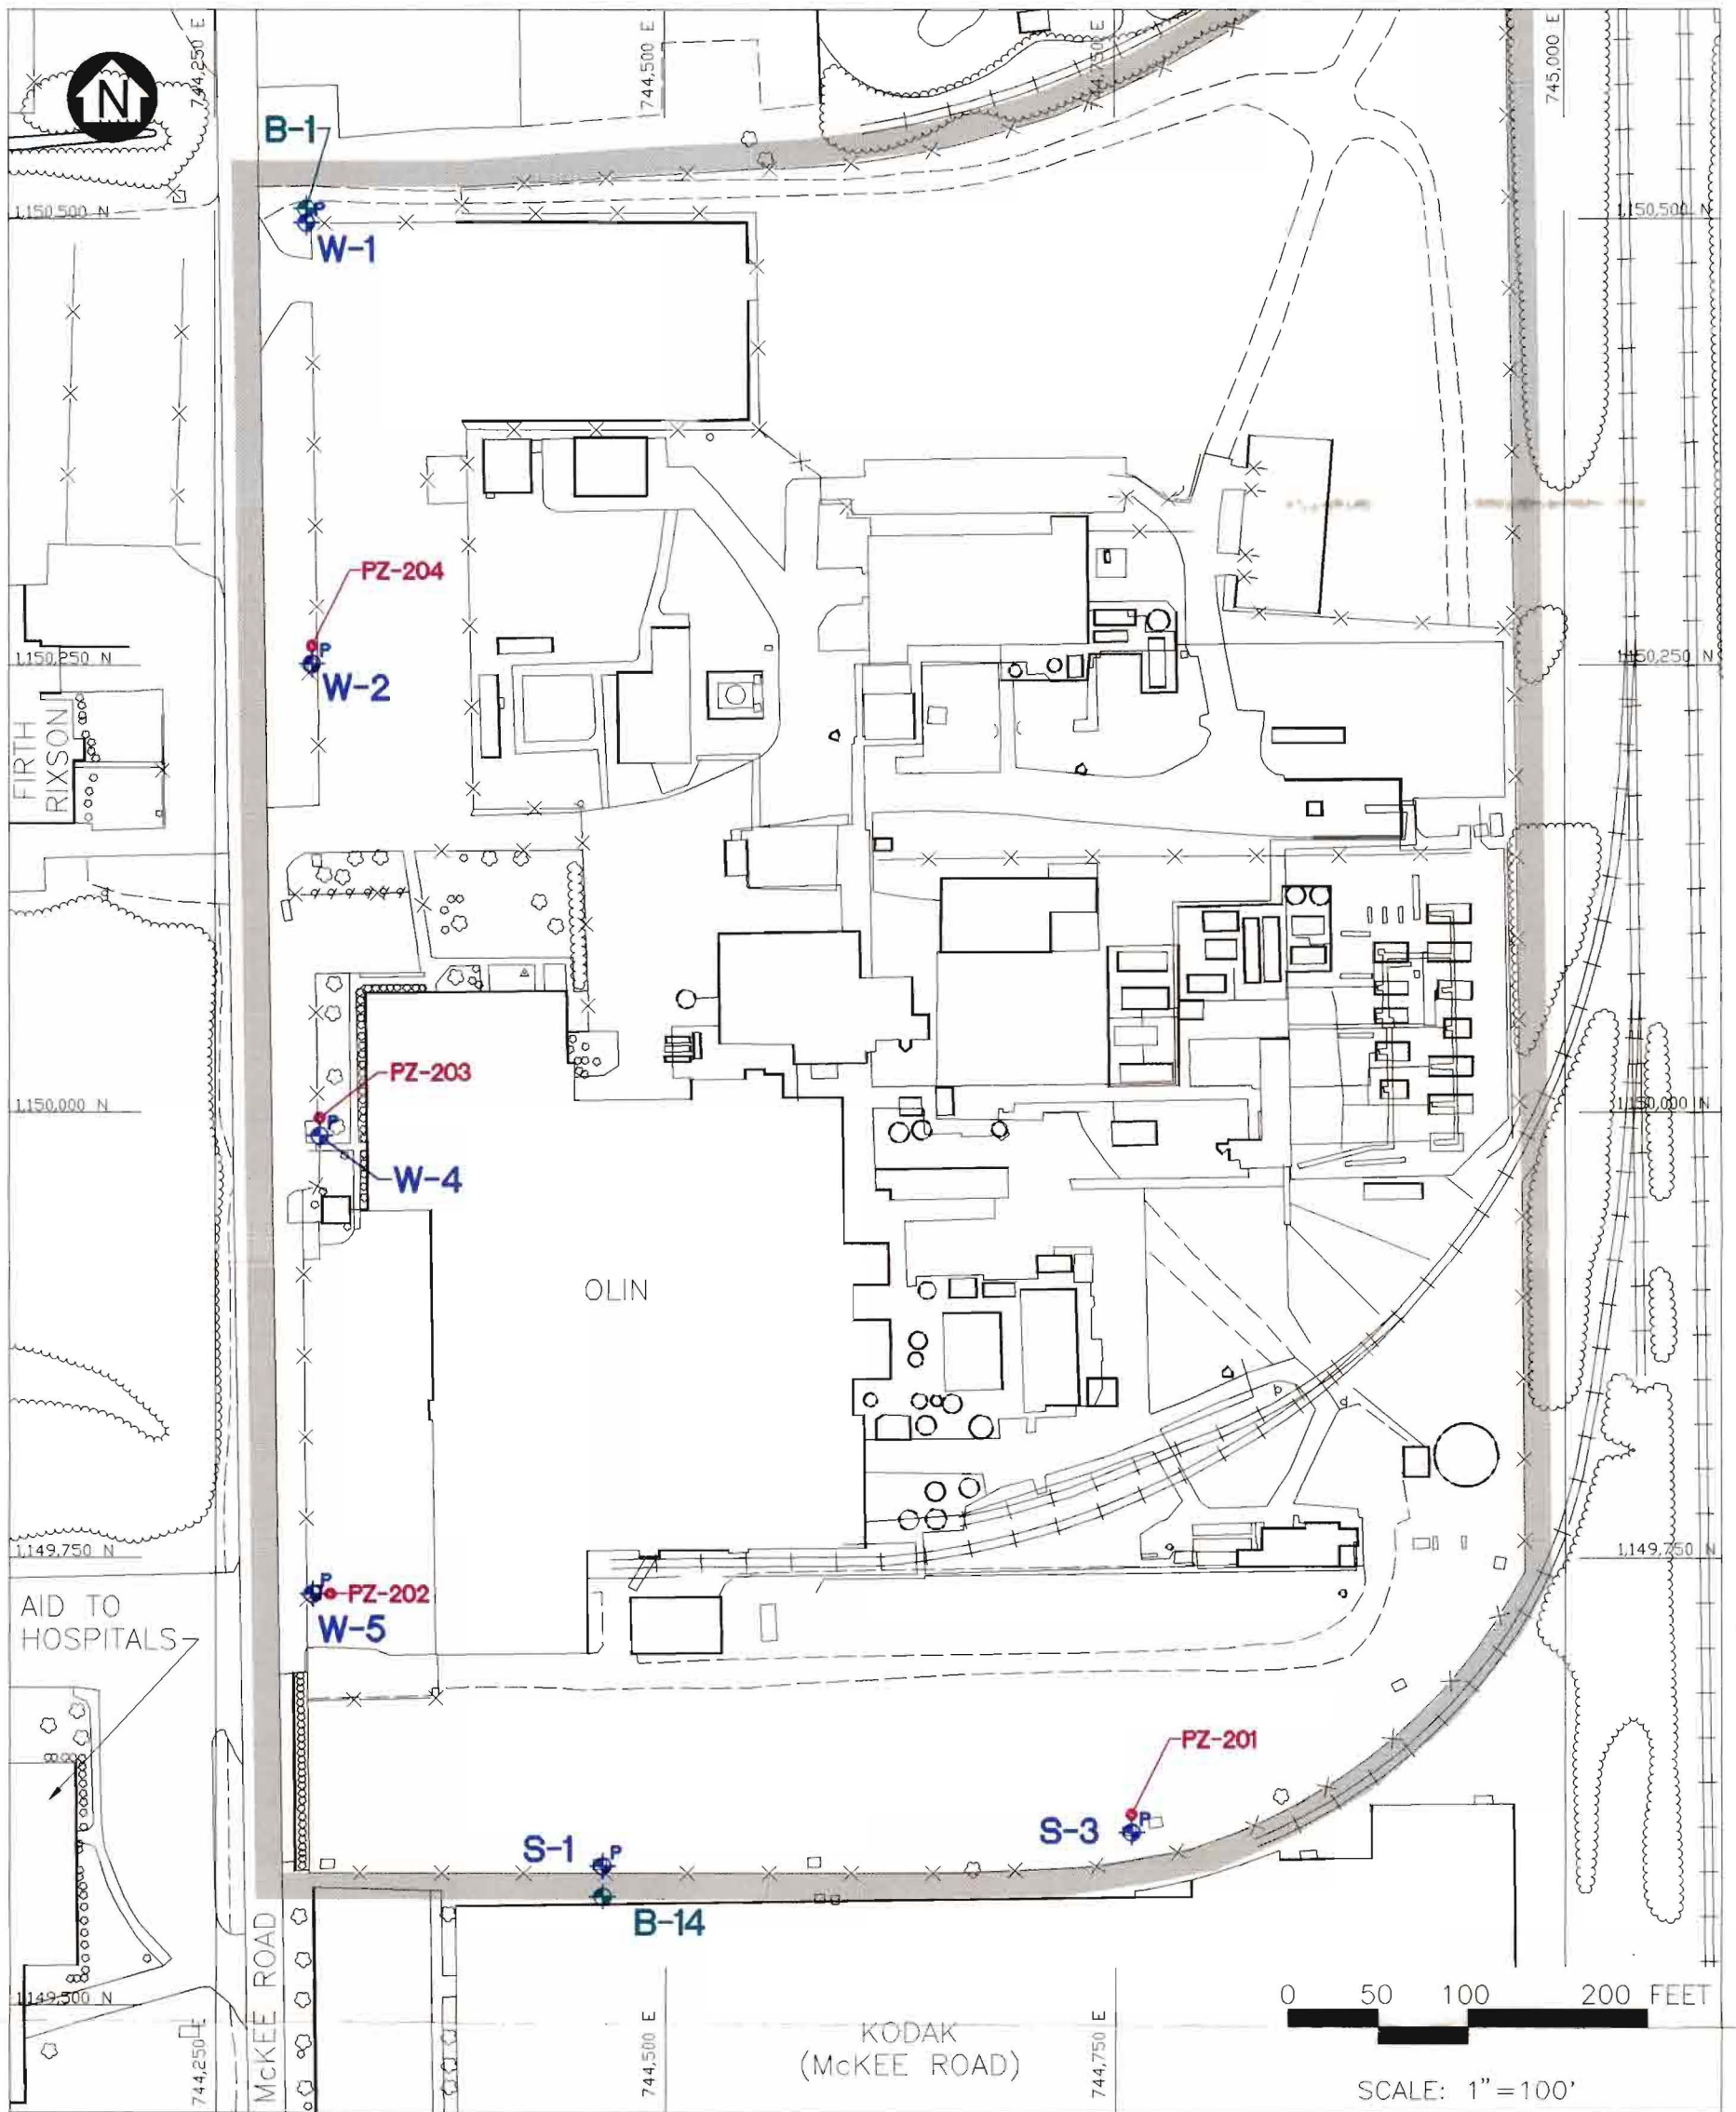 N
744,250 E
744,500 E
744,750 E
745,000 E
B-1
P
1,150,500 N
1,150,500 N
W-1
PZ-204
P
1,150,250 N
1,150,250 N
W-2
FIRTH
RIXSON
PZ-203
P
1,150,000 N
1,150,000 N
W-4
OLIN
1,149,750 N
1,149,750 N
P
PZ-202
W-5
AID TO
HOSPITALS
PZ-201
P
S-3
S-1
P
B-14
McKEE ROAD
1,149,500 N
744,250 E
744,500 E
744,750 E
KODAK
(McKEE ROAD)
0 50 100 200 FEET
SCALE: 1"=100'